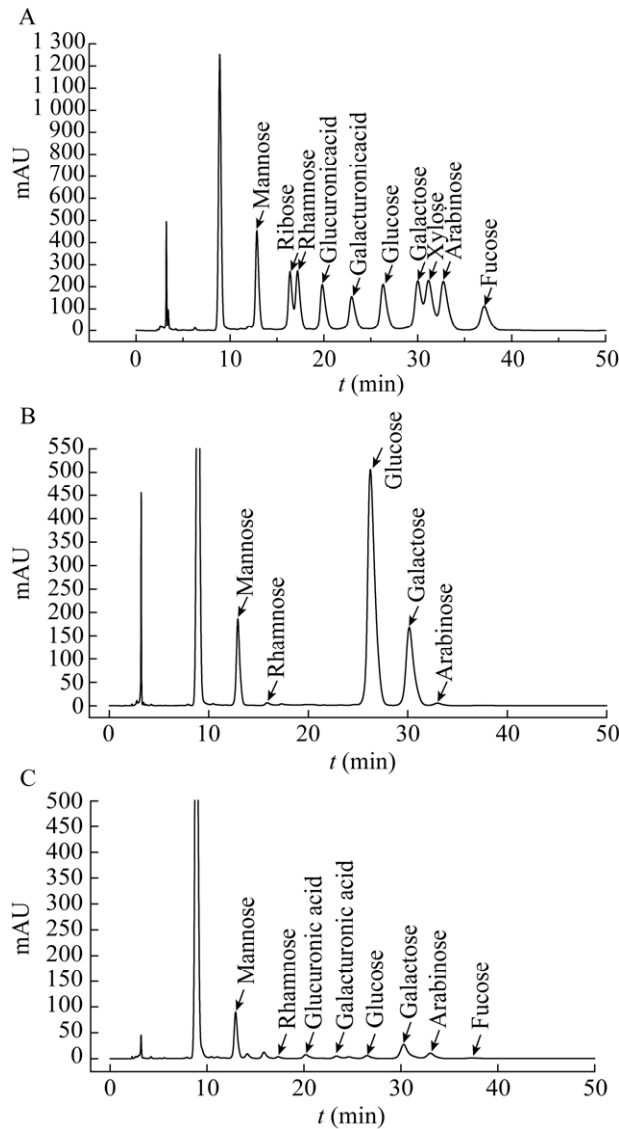 A
1 300
1 200
1 100
1 000
900
800
700
600
500
400
300
200
100
0
mAU
Mannose
Ribose
Rhamnose
Glucuronicacid
Galacturonicacid
Glucose
Galactose
Xylose
Arabinose
Fucose
0 10 20 30 40 50
t (min)
B
550
500
450
400
350
300
250
200
150
100
50
0
mAU
Mannose
Rhamnose
Glucose
Galactose
Arabinose
0 10 20 30 40 50
t (min)
C
500
450
400
350
300
250
200
150
100
50
0
mAU
Mannose
Rhamnose
Glucuronic acid
Galacturonic acid
Glucose
Galactose
Arabinose
Fucose
0 10 20 30 40 50
t (min)